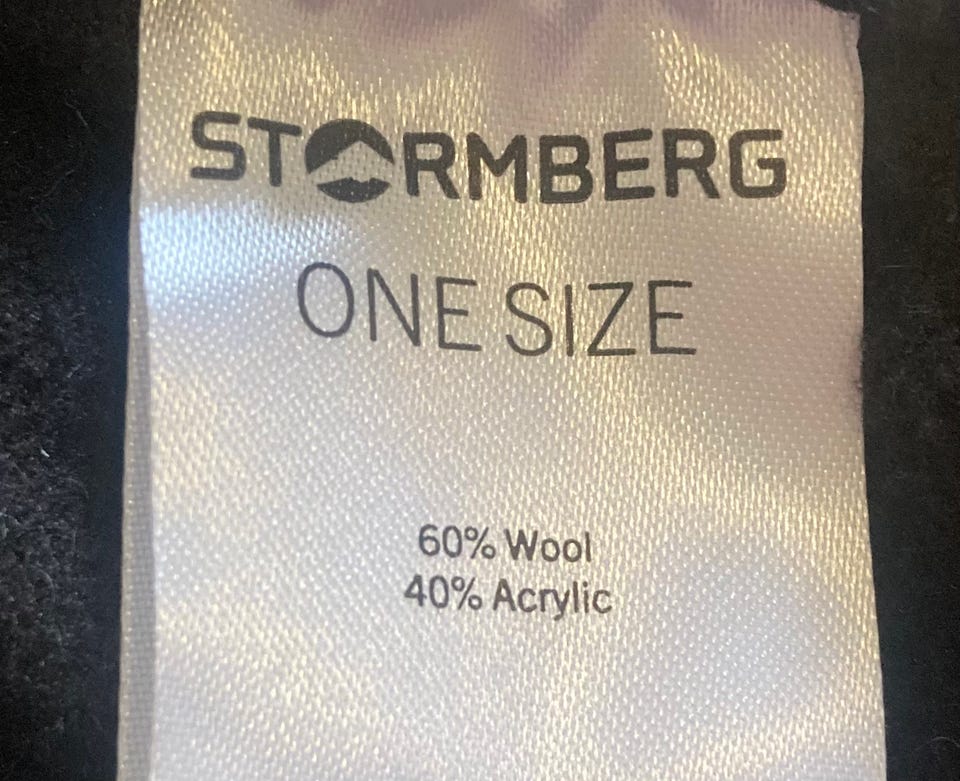 STORMBERG
ONE SIZE
60% Wool
40% Acrylic